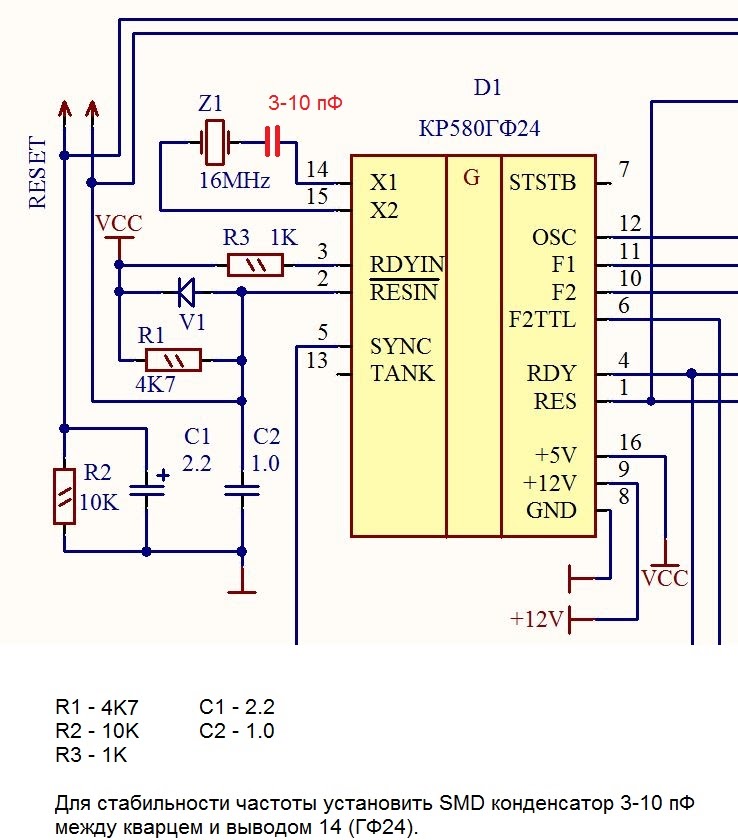 D1
Z1 3-10 пФ
КР580ГФ24
RESET
16MHz
14 X1 G STSTB 7
15 X2
VCC
OSC 12
R3 1K 3 RDYIN F1 11
2 RESIN F2 10
V1 F2TTL 6
R1 5 SYNC
4K7 13 TANK RDY 4
RES 1
C1 C2 +5V 16
R2 2.2 1.0 +12V 9
10K + GND 8
VCC
+12V
R1 - 4K7 C1 - 2.2
R2 - 10K C2 - 1.0
R3 - 1K
Для стабильности частоты установить SMD конденсатор 3-10 пФ
между кварцем и выводом 14 (ГФ24).